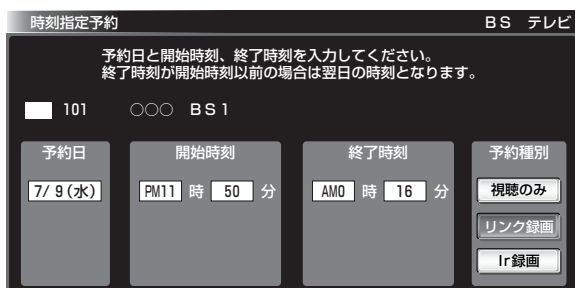 時刻指定予約 BS テレビ
予約日と開始時刻、終了時刻を入力してください。
終了時刻が開始時刻以前の場合は翌日の時刻となります。
101 ○○○ BS1
予約日 開始時刻 終了時刻 予約種別
7/ 9(水) PM11 時 50 分 AM0 時 16 分 視聴のみ
リンク録画
Ir録画